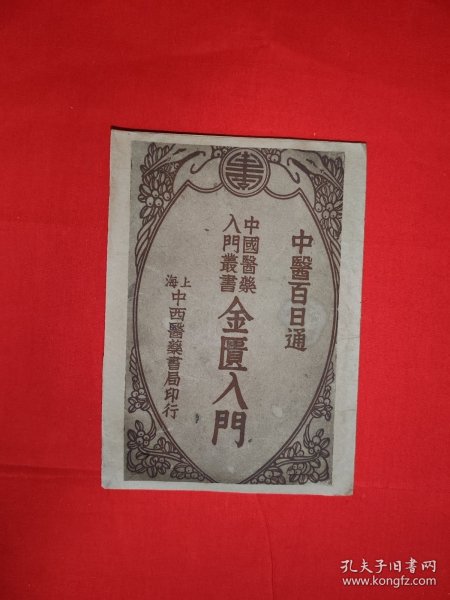 中醫百日通
中國醫藥
入門叢書
金匱入門
上海
中西醫藥書局印行
孔夫子旧书网
www.kongfz.com